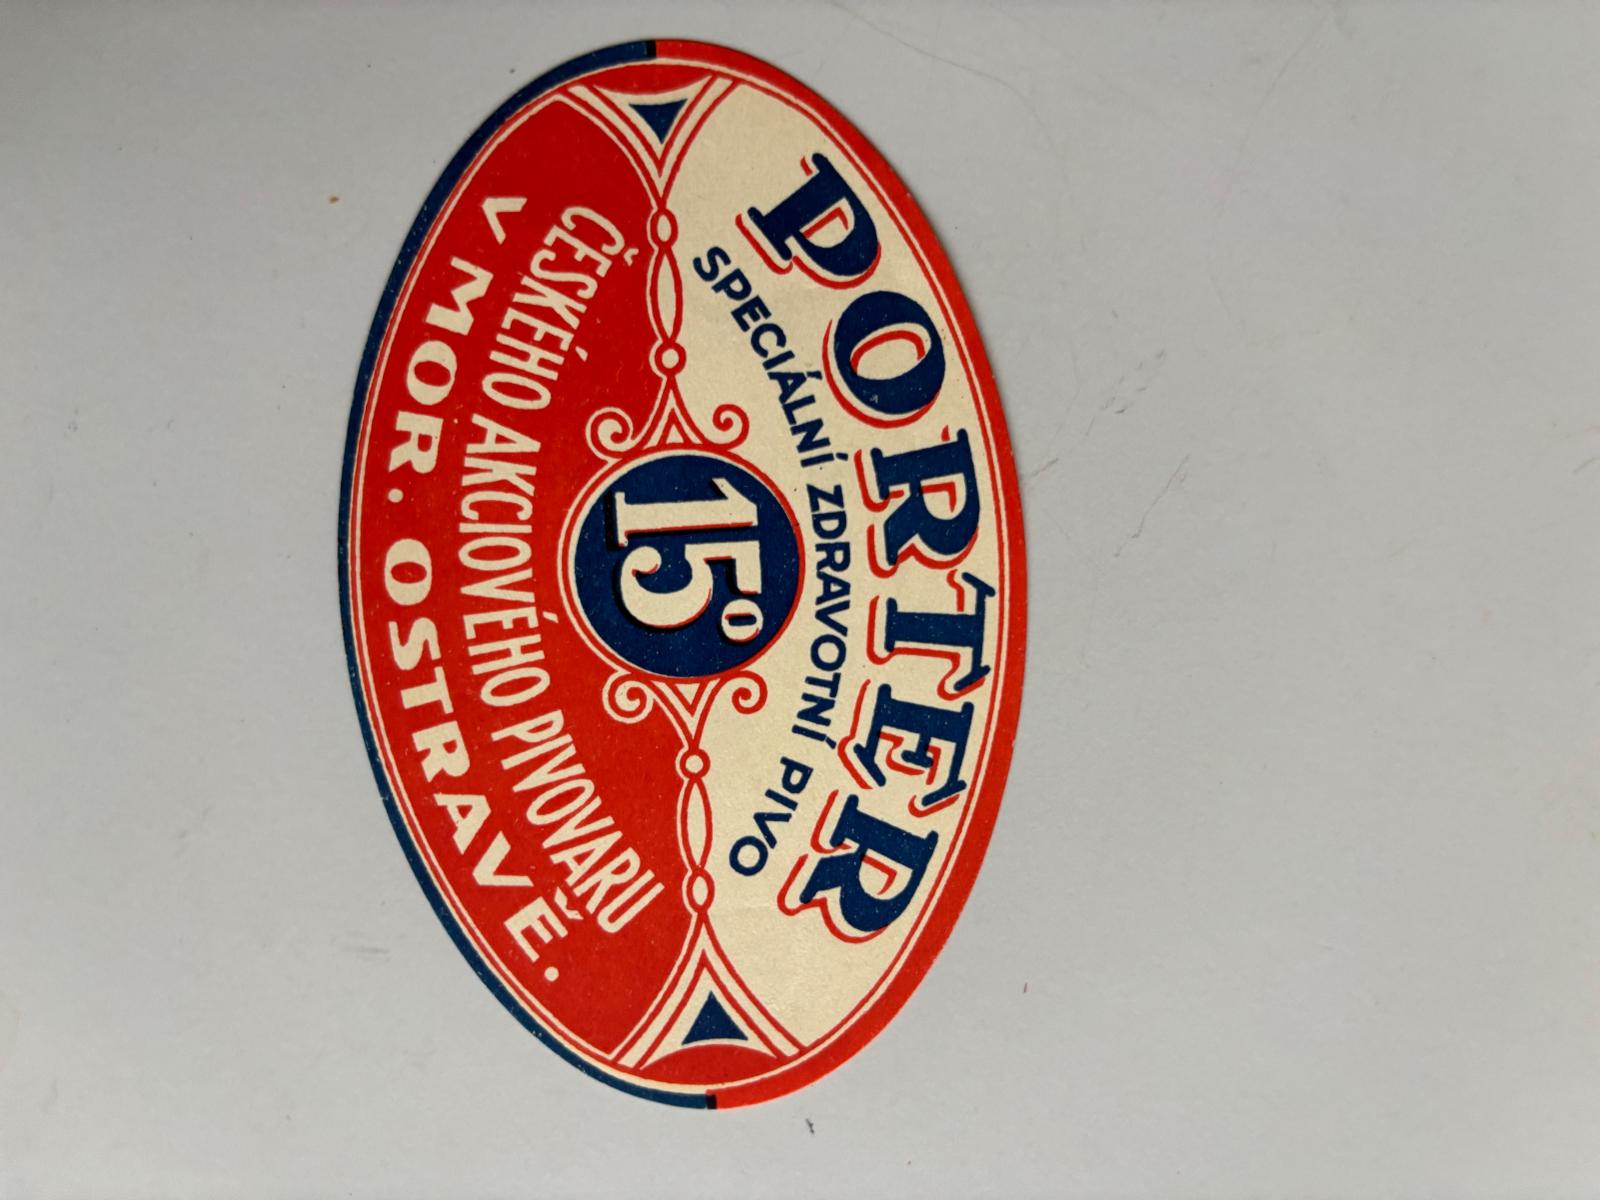 PORTER
SPECIÁLNÍ ZDRAVOTNÍ PIVO
15°
ČESKÉHO AKCIOVÉHO PIVOVARU
V MOR. OSTRAVĚ.